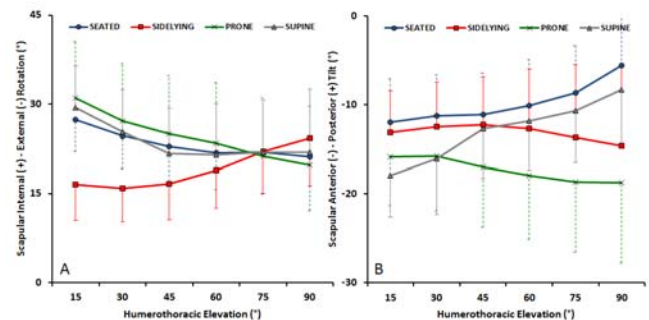 SEATED SIDELYING PRONE SUPINE
45
30
15
0
Scapular Internal (+) - External (-) Rotation (°)
A
15 30 45 60 75 90
Humerothoracic Elevation (°)
SEATED SIDELYING PRONE SUPINE
0
-10
-20
-30
Scapular Anterior (-) - Posterior (+) Tilt (°)
B
15 30 45 60 75 90
Humerothoracic Elevation (°)